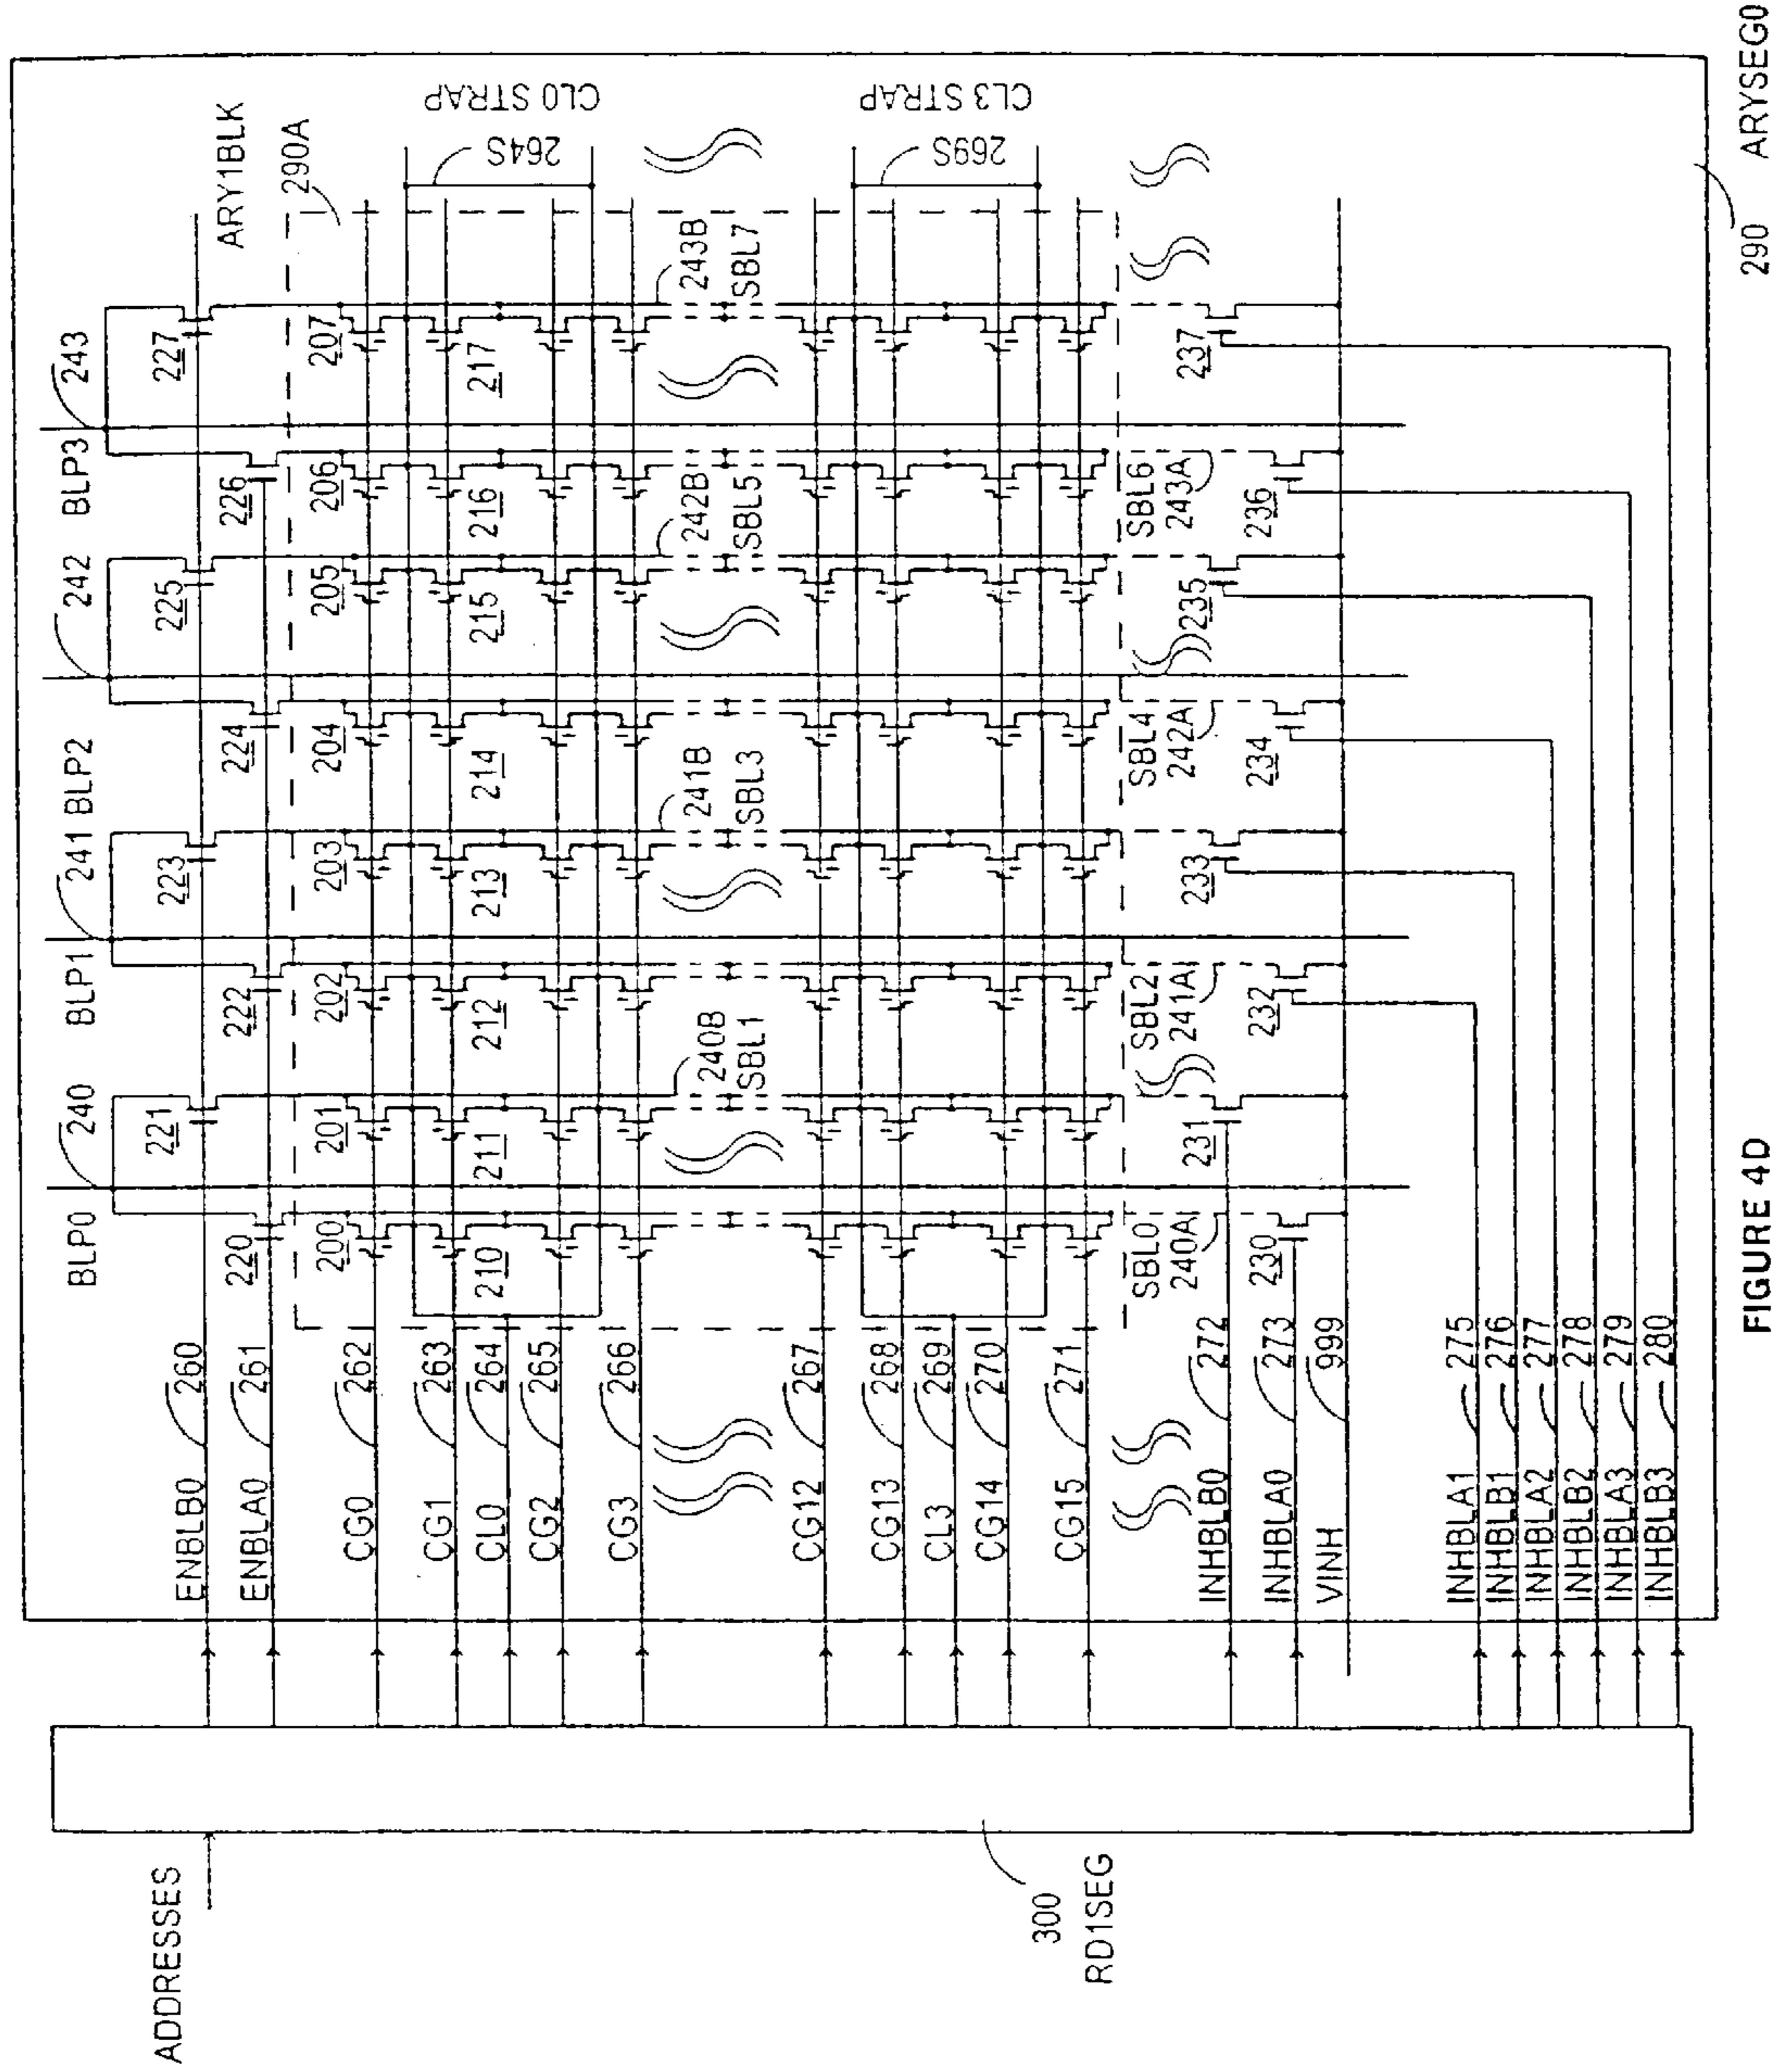 BLP0 240 BLP1 241 BLP2 242 BLP3 243
ADDRESSES
ENBLB0 260 221 223 225 227
ENBLA0 261 220 222 224 226
ARY1BLK
290A
CG0 262 200 201 202 203 204 205 206 207
CG1 263
CL0 264 210 211 212 213 214 215 216 217
CG2 265
CG3 266
264S
CL0 STRAP
240B
SBL1
241B
SBL3
242B
SBL5
243B
SBL7
CG12 267
CG13 268
CL3 269
CG14 270
CG15 271
269S
CL3 STRAP
SBL0
240A
SBL2
241A
SBL4
242A
SBL6
243A
INHBLB0 272 231 233 235 237
INHBLA0 273 230 232 234 236
VINH 999
INHBLA1 275
INHBLB1 276
INHBLA2 277
INHBLB2 278
INHBLA3 279
INHBLB3 280
300
RD1SEG
290 ARYSEG0
FIGURE 4D